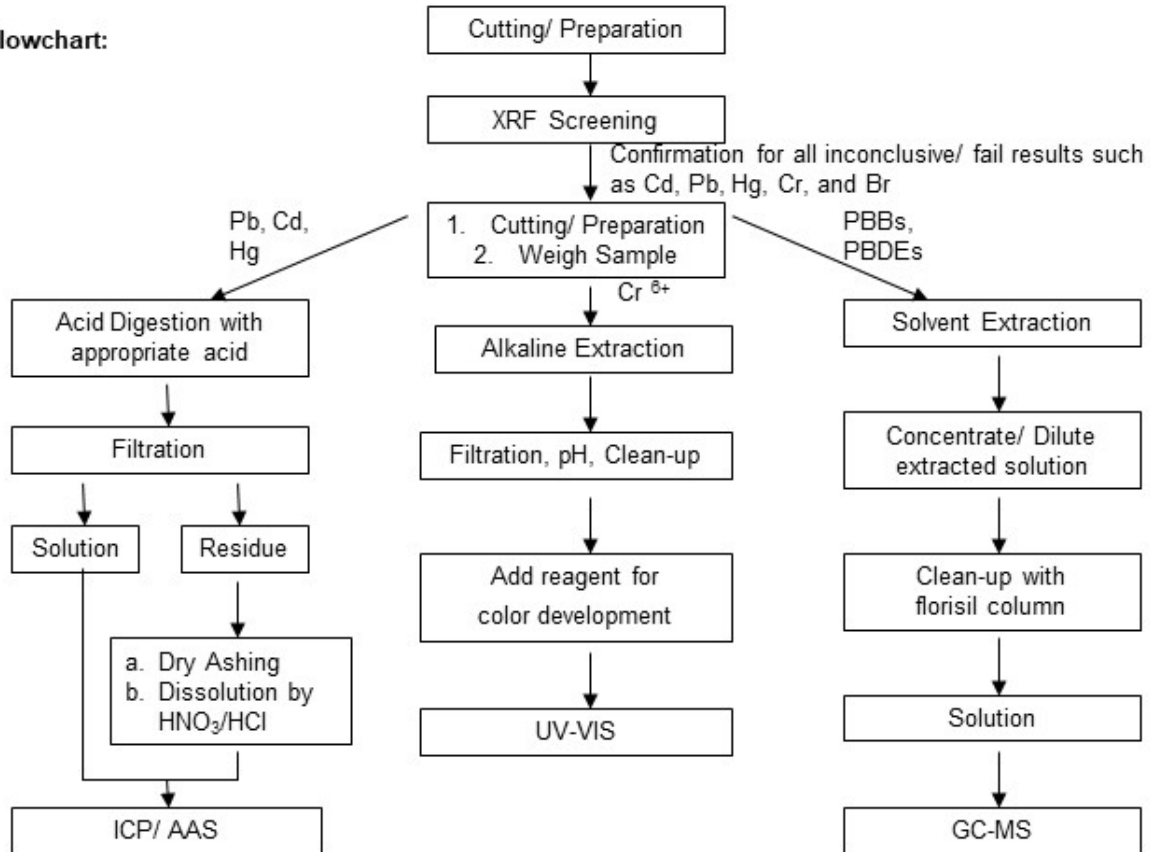 lowchart:
Cutting/ Preparation
XRF Screening
Confirmation for all inconclusive/ fail results such
as Cd, Pb, Hg, Cr, and Br
Pb, Cd,
Hg
1. Cutting/ Preparation
2. Weigh Sample
PBBs,
PBDEs
Cr ⁶⁺
Acid Digestion with
appropriate acid
Filtration
Solution
Residue
a. Dry Ashing
b. Dissolution by
HNO₃/HCl
ICP/ AAS
Alkaline Extraction
Filtration, pH, Clean-up
Add reagent for
color development
UV-VIS
Solvent Extraction
Concentrate/ Dilute
extracted solution
Clean-up with
florisil column
Solution
GC-MS